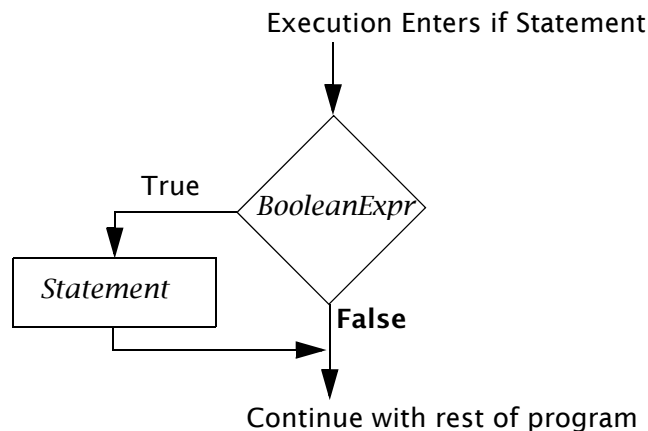 Execution Enters if Statement
True
BooleanExpr
Statement
False
Continue with rest of program